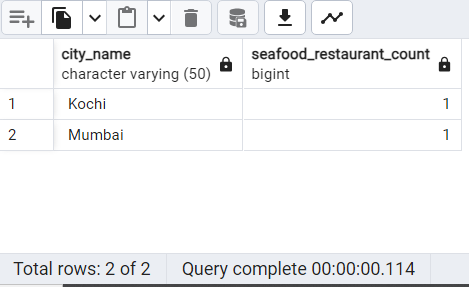 city_name seafood_restaurant_count
character varying (50) bigint
1 Kochi 1
2 Mumbai 1
Total rows: 2 of 2 Query complete 00:00:00.114